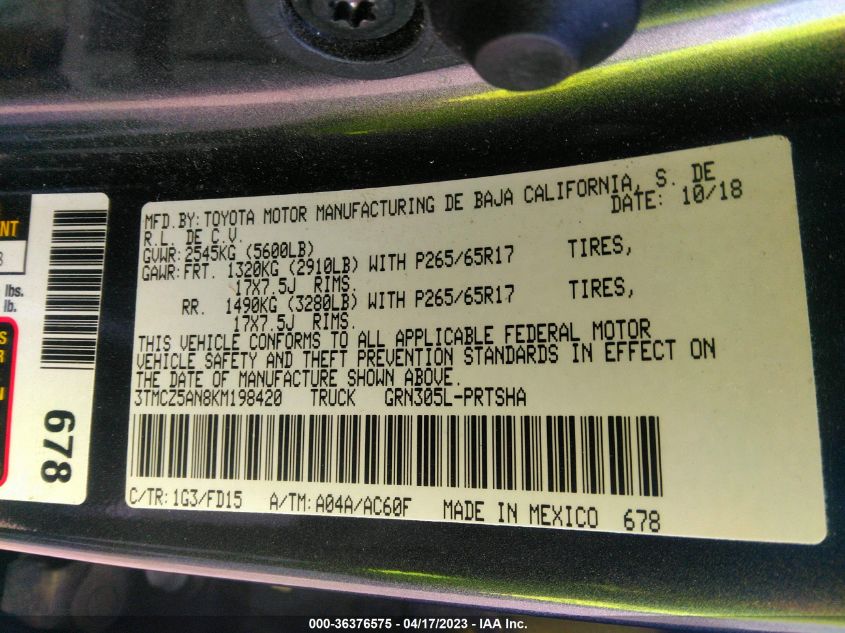 MFD.BY:TOYOTA MOTOR MANUFACTURING DE BAJA CALIFORNIA, S. DE
R.L. DE C.V. DATE: 10/18
GVWR:2545KG (5600LB)
GAWR:FRT. 1320KG (2910LB) WITH P265/65R17 TIRES,
17X7.5J RIMS.
RR. 1490KG (3280LB) WITH P265/65R17 TIRES,
17X7.5J RIMS.
THIS VEHICLE CONFORMS TO ALL APPLICABLE FEDERAL MOTOR
VEHICLE SAFETY AND THEFT PREVENTION STANDARDS IN EFFECT ON
THE DATE OF MANUFACTURE SHOWN ABOVE.
3TMCZ5AN8KM198420 TRUCK GRN305L-PRTSHA
C/TR:1G3/FD15 A/TM:A04A/AC60F MADE IN MEXICO 678
lbs.
lb.
678
000-36376575 - 04/17/2023 - IAA Inc.